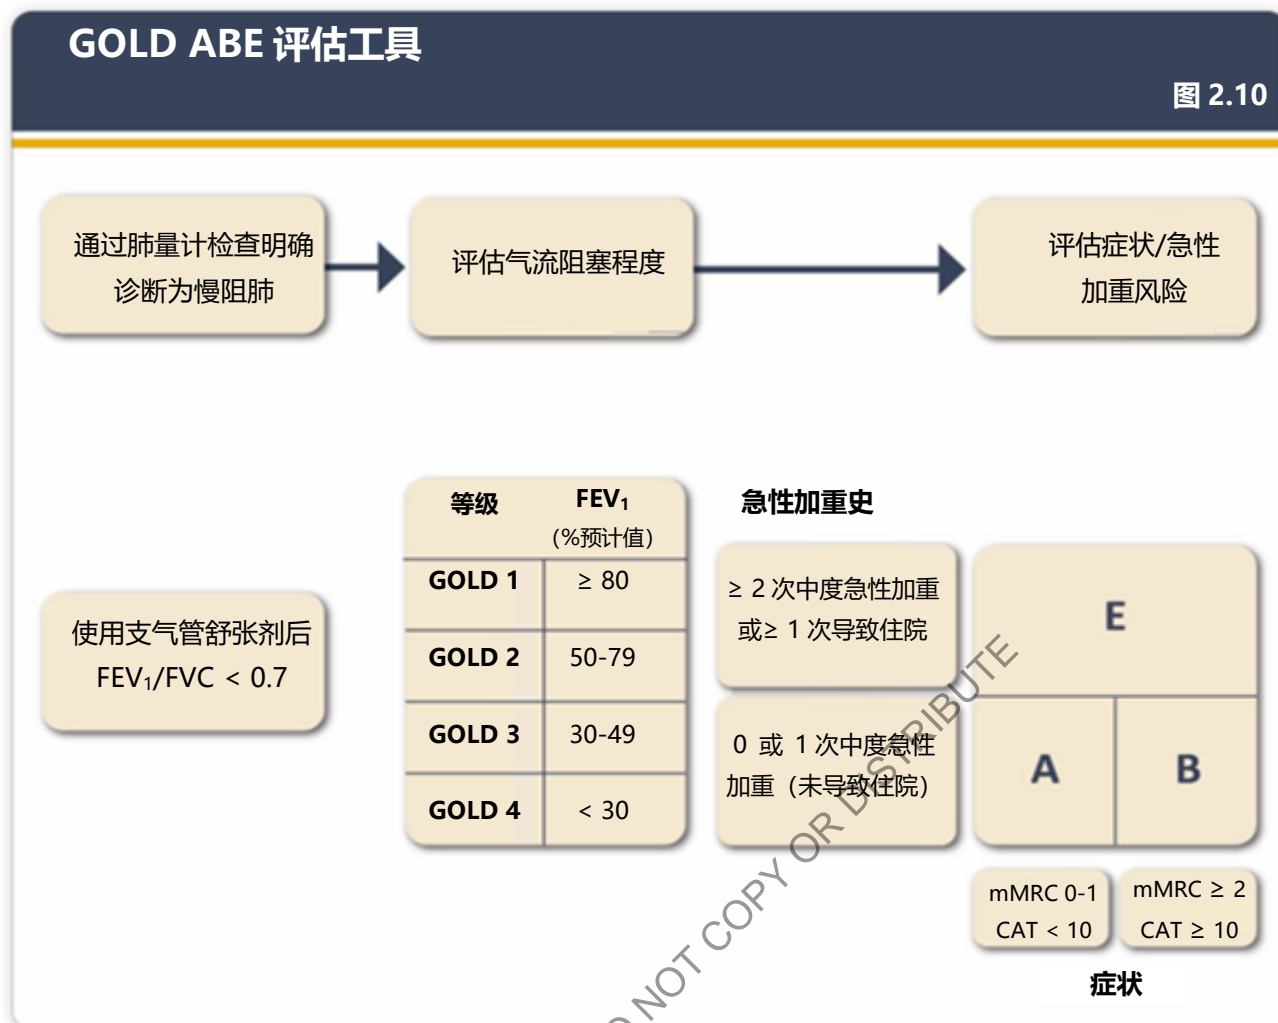 GOLD ABE 评估工具
图 2.10
通过肺量计检查明确
诊断为慢阻肺
评估气流阻塞程度
评估症状/急性
加重风险
使用支气管舒张剂后
FEV₁/FVC < 0.7
等级
FEV₁
(%预计值)
GOLD 1
≥ 80
GOLD 2
50-79
GOLD 3
30-49
GOLD 4
< 30
急性加重史
≥ 2 次中度急性加重
或≥ 1 次导致住院
0 或 1 次中度急性
加重（未导致住院）
E
A
B
mMRC 0-1
CAT < 10
mMRC ≥ 2
CAT ≥ 10
症状
NOT COPY OR DISTRIBUTE